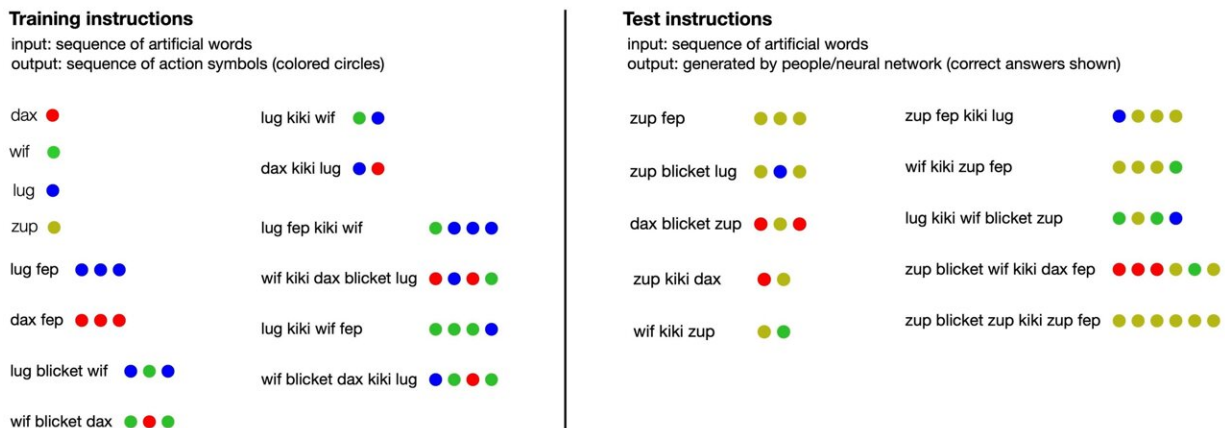 Training instructions
input: sequence of artificial words
output: sequence of action symbols (colored circles)
dax
wif
lug
zup
lug fep
dax fep
lug blicket wif
wif blicket dax
lug kiki wif
dax kiki lug
lug fep kiki wif
wif kiki dax blicket lug
lug kiki wif fep
wif blicket dax kiki lug
Test instructions
input: sequence of artificial words
output: generated by people/neural network (correct answers shown)
zup fep
zup blicket lug
dax blicket zup
zup kiki dax
wif kiki zup
zup fep kiki lug
wif kiki zup fep
lug kiki wif blicket zup
zup blicket wif kiki dax fep
zup blicket zup kiki zup fep